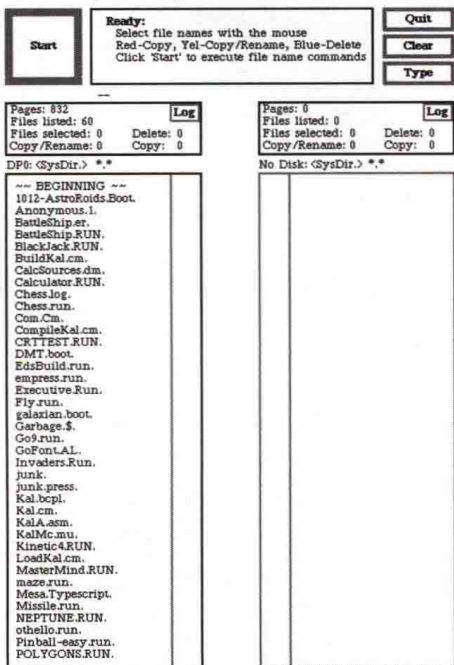 Start
Ready:
Select file names with the mouse
Red-Copy, Yel-Copy/Rename, Blue-Delete
Click 'Start' to execute file name commands
Quit
Clear
Type
Pages: 832
Log
Files listed: 60
Files selected: 0 Delete: 0
Copy/Rename: 0 Copy: 0
DP0: <SysDir.> *.*
~~ BEGINNING ~~
1012-AstroRoids.Boot.
Anonymous.1.
BattleShip.er.
BattleShip.RUN.
BlackJack.RUN.
BuildKal.cm.
CalcSources.dm.
Calculator.RUN.
Chess.log.
Chess.run.
Com.Cm.
CompileKal.cm.
CRTTEST.RUN.
DMT.boot.
EdsBuild.run.
empress.run.
Executive.Run.
Fly.run.
galaxian.boot.
Garbage.$.
Go9.run.
GoFont.AL.
Invaders.Run.
junk.
junk.press.
Kal.bcpl.
Kal.cm.
KalA.asm.
KalMc.mu.
Kinetic4.RUN.
LoadKal.cm.
MasterMind.RUN.
maze.run.
Mesa.Typescript.
Missile.run.
NEPTUNE.RUN.
othello.run.
Pinball-easy.run.
POLYGONS.RUN.
Pages: 0
Log
Files listed: 0
Files selected: 0 Delete: 0
Copy/Rename: 0 Copy: 0
No Disk: <SysDir.> *.*